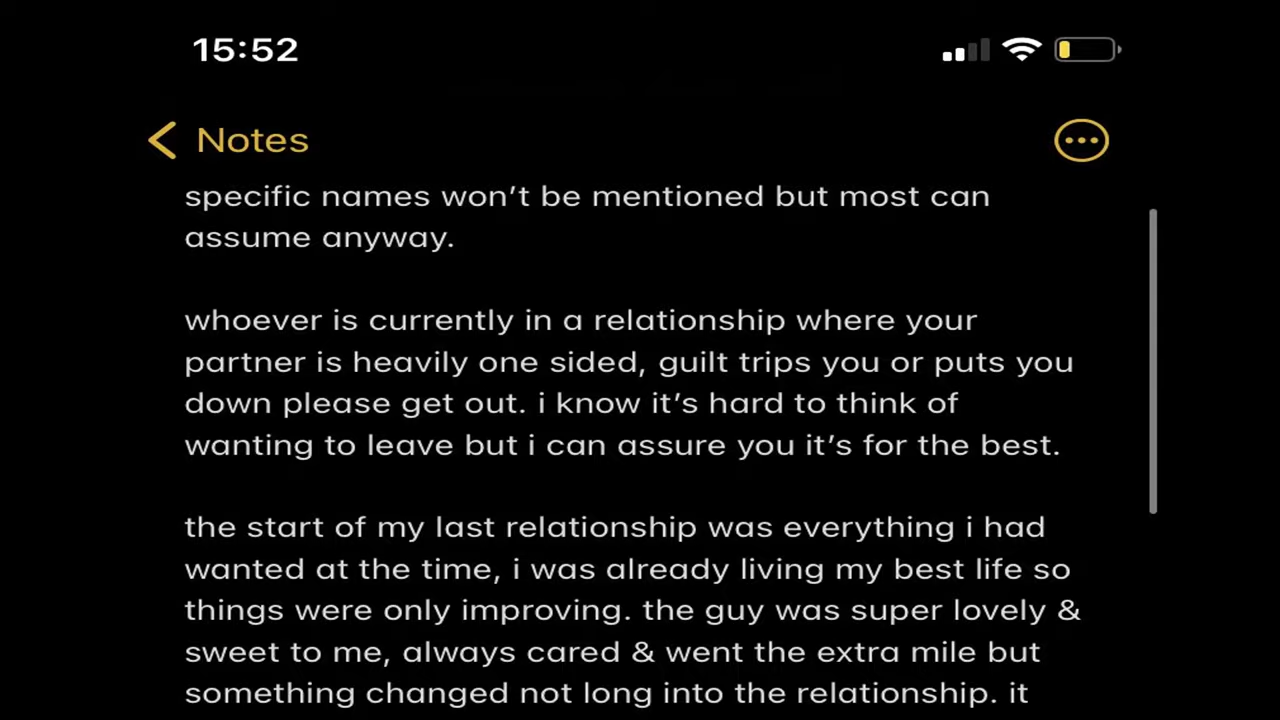 15:52
Notes
specific names won’t be mentioned but most can
assume anyway.
whoever is currently in a relationship where your
partner is heavily one sided, guilt trips you or puts you
down please get out. i know it’s hard to think of
wanting to leave but i can assure you it’s for the best.
the start of my last relationship was everything i had
wanted at the time, i was already living my best life so
things were only improving. the guy was super lovely &
sweet to me, always cared & went the extra mile but
something changed not long into the relationship. it